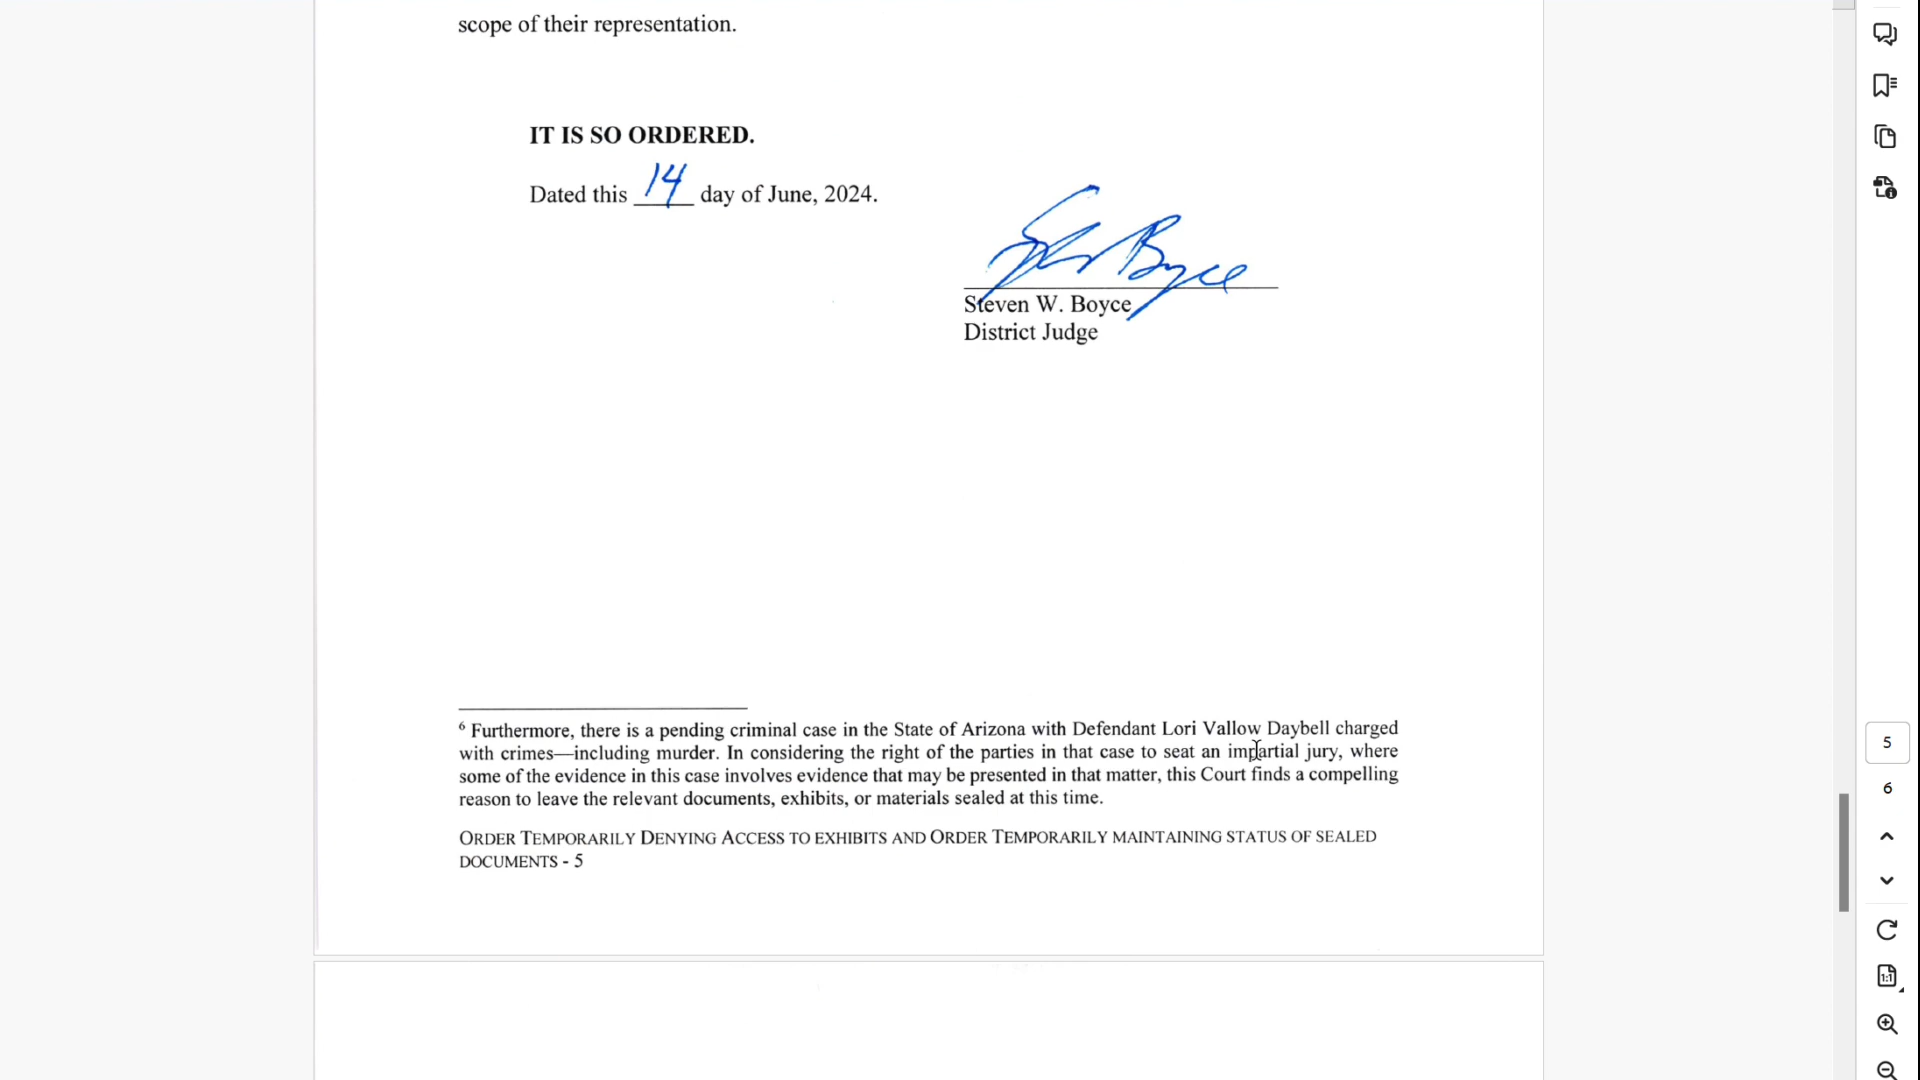 scope of their representation.
IT IS SO ORDERED.
Dated this 14 day of June, 2024.
Steven W. Boyce
District Judge
⁶ Furthermore, there is a pending criminal case in the State of Arizona with Defendant Lori Vallow Daybell charged
with crimes—including murder. In considering the right of the parties in that case to seat an impartial jury, where
some of the evidence in this case involves evidence that may be presented in that matter, this Court finds a compelling
reason to leave the relevant documents, exhibits, or materials sealed at this time.
ORDER TEMPORARILY DENYING ACCESS TO EXHIBITS AND ORDER TEMPORARILY MAINTAINING STATUS OF SEALED
DOCUMENTS - 5
5
6
1:1